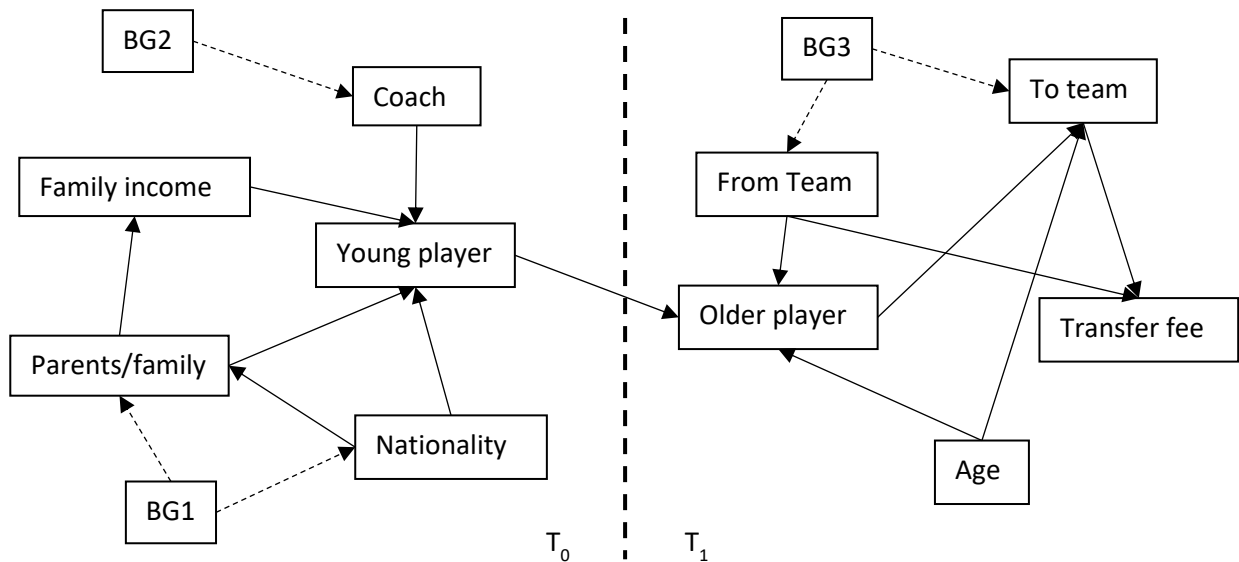 BG2
Coach
Family income
Young player
Parents/family
Nationality
BG1
T₀
BG3
To team
From Team
Older player
Transfer fee
Age
T₁